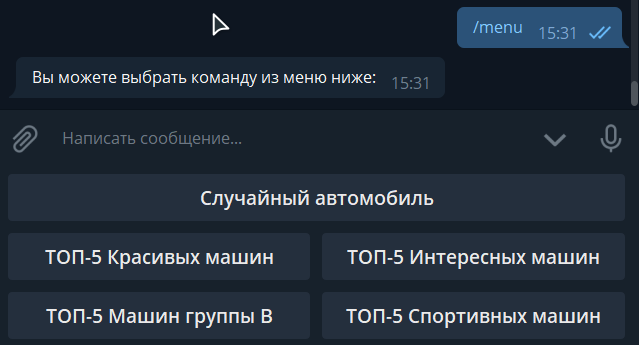 /menu 15:31
Вы можете выбрать команду из меню ниже: 15:31
Написать сообщение...
Случайный автомобиль
ТОП-5 Красивых машин
ТОП-5 Интересных машин
ТОП-5 Машин группы B
ТОП-5 Спортивных машин